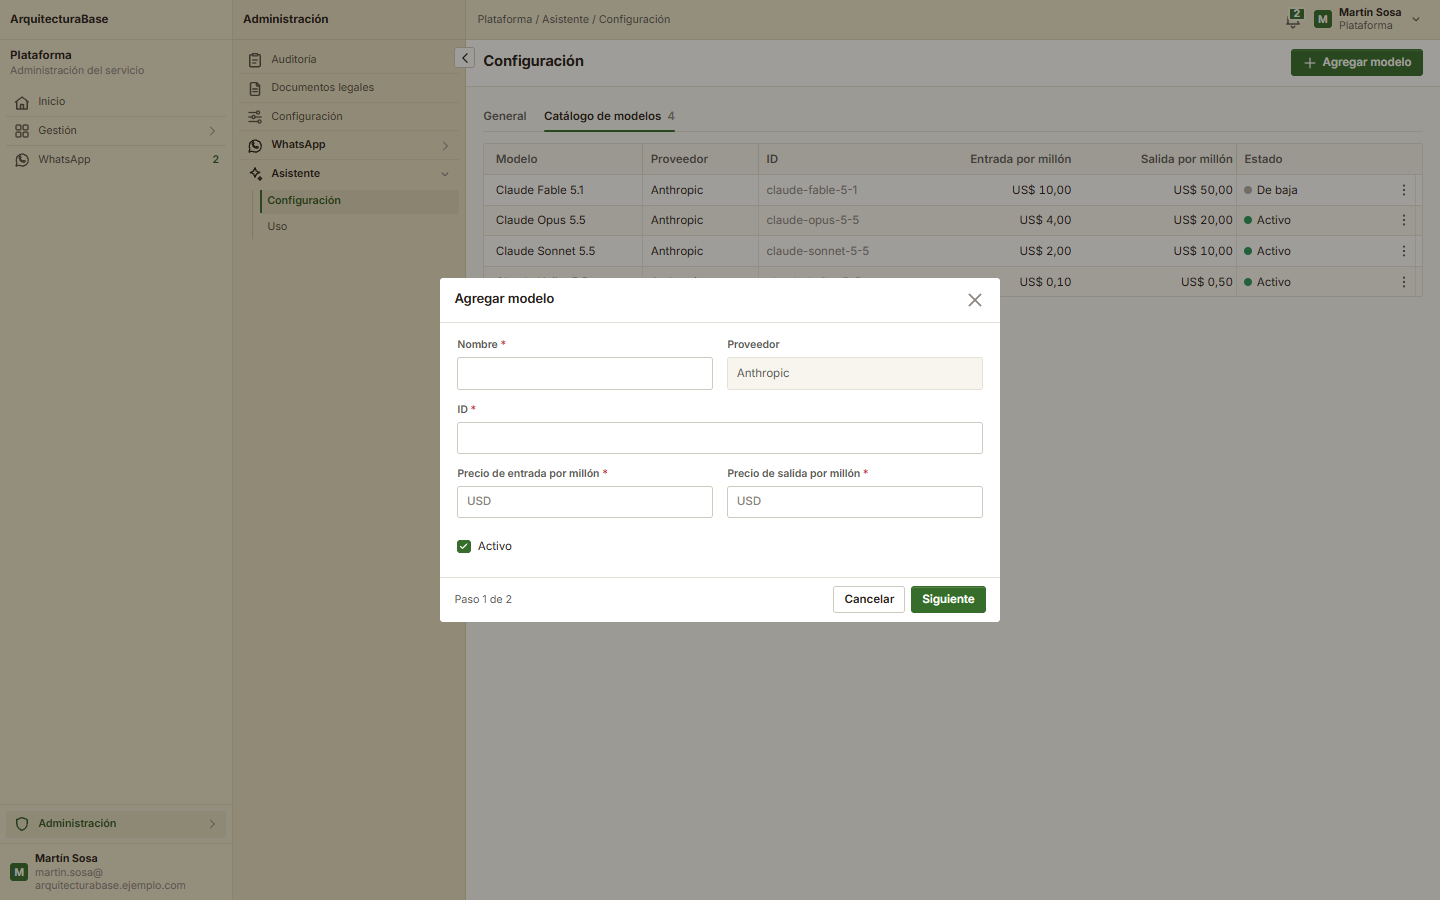 ArquitecturaBase
Plataforma
Administración del servicio
Inicio
Gestión
WhatsApp 2
Administración
M Martín Sosa
martin.sosa@
arquitecturabase.ejemplo.com
Administración
Auditoría
Documentos legales
Configuración
WhatsApp
Asistente
Configuración
Uso
Plataforma / Asistente / Configuración
2
M Martín Sosa
Plataforma
Configuración
Agregar modelo
General Catálogo de modelos 4
Modelo Proveedor ID Entrada por millón Salida por millón Estado
Claude Fable 5.1 Anthropic claude-fable-5-1 US$ 10,00 US$ 50,00 De baja
Claude Opus 5.5 Anthropic claude-opus-5-5 US$ 4,00 US$ 20,00 Activo
Claude Sonnet 5.5 Anthropic claude-sonnet-5-5 US$ 2,00 US$ 10,00 Activo
US$ 0,10 US$ 0,50 Activo
Agregar modelo
Nombre * Proveedor
Anthropic
ID *
Precio de entrada por millón * Precio de salida por millón *
USD USD
Activo
Paso 1 de 2 Cancelar Siguiente